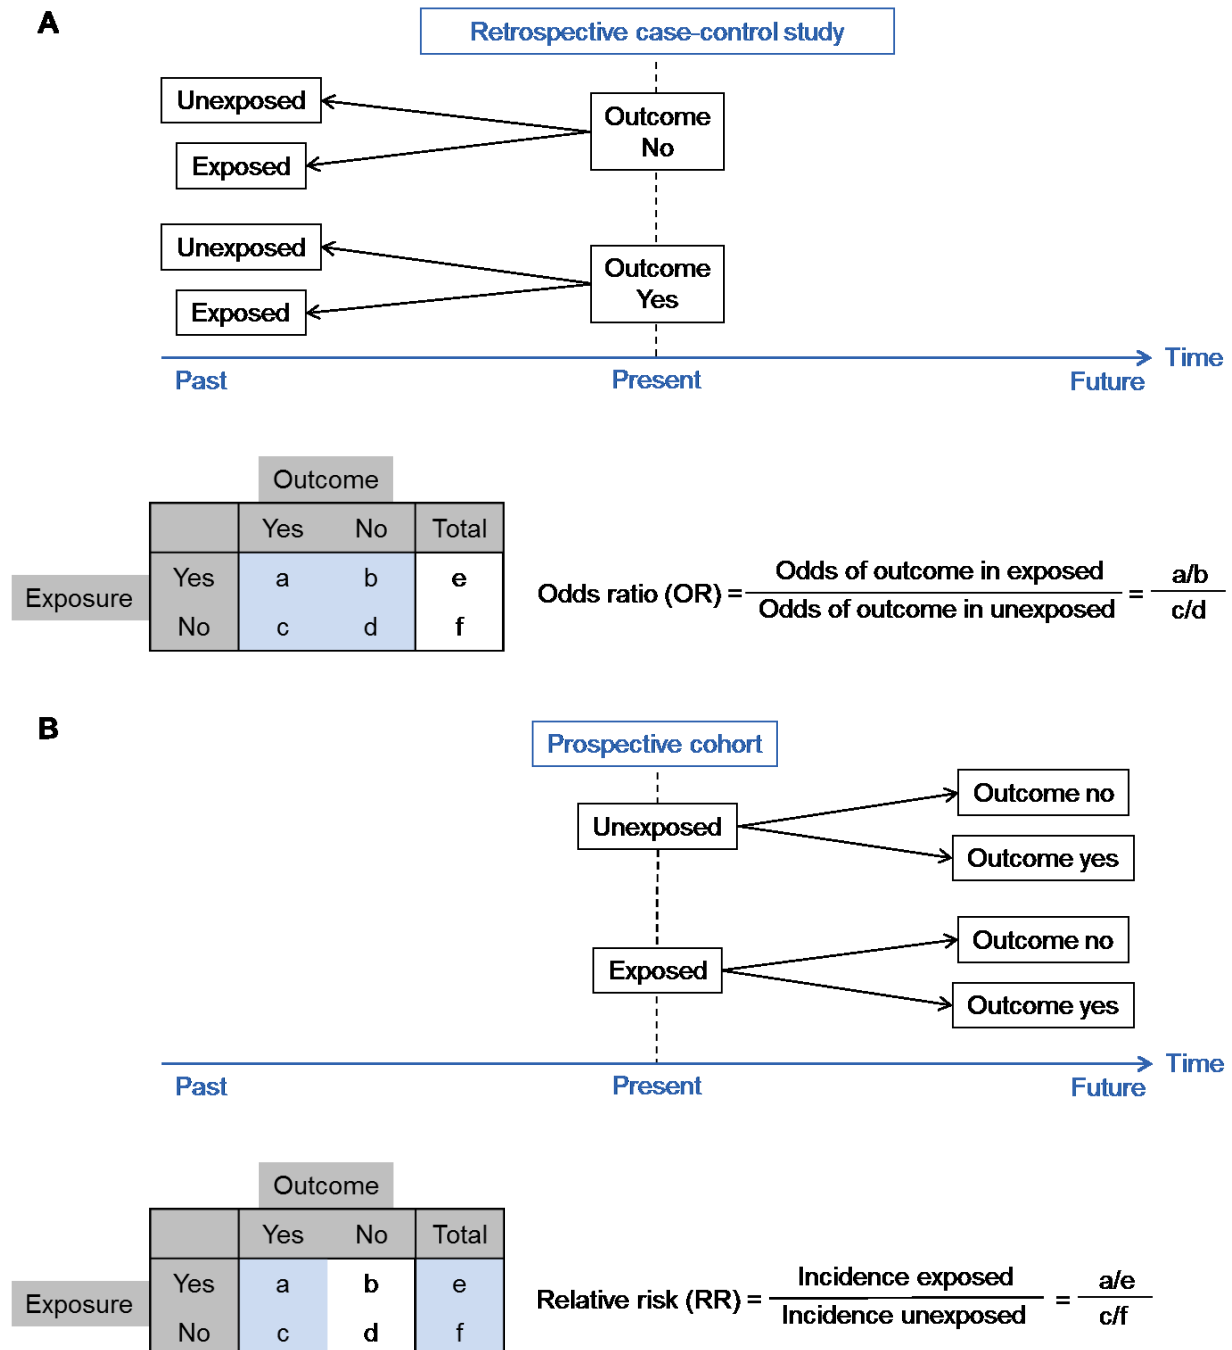 A
Retrospective case-control study
Unexposed
Exposed
Outcome
No
Unexposed
Exposed
Outcome
Yes
Time
Past Present Future
Outcome
Yes No Total
Exposure
Yes a b e
No c d f
Odds ratio (OR) = Odds of outcome in exposed / Odds of outcome in unexposed = a/b / c/d
B
Prospective cohort
Unexposed
Outcome no
Outcome yes
Exposed
Outcome no
Outcome yes
Time
Past Present Future
Outcome
Yes No Total
Exposure
Yes a b e
No c d f
Relative risk (RR) = Incidence exposed / Incidence unexposed = a/e / c/f